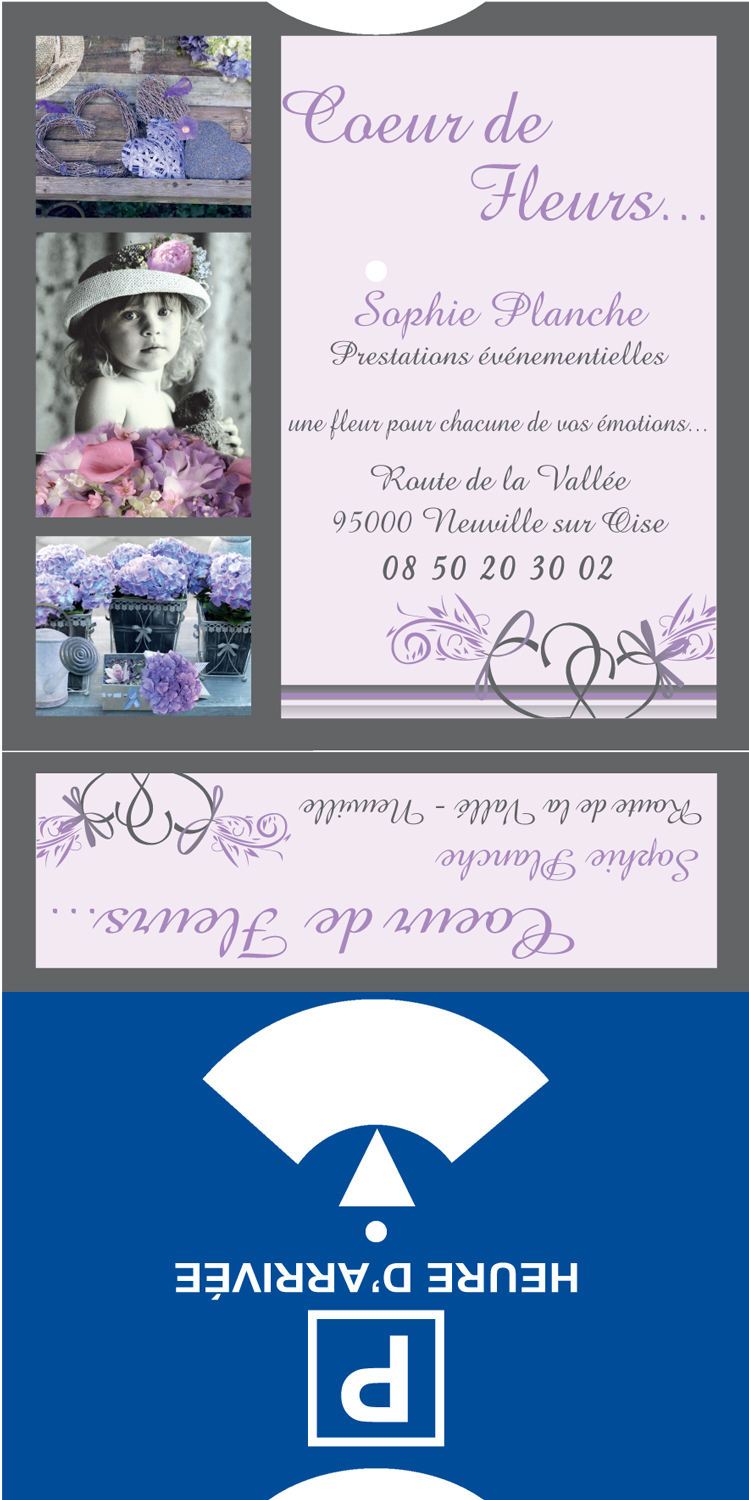 Coeur de
Fleurs...
Sophie Planche
Prestations événementielles
une fleur pour chacune de vos émotions...
Route de la Vallée
95000 Neuville sur Oise
08 50 20 30 02
Coeur de Fleurs...
Sophie Planche
Route de la Vallé - Neuville
P
HEURE D'ARRIVÉE